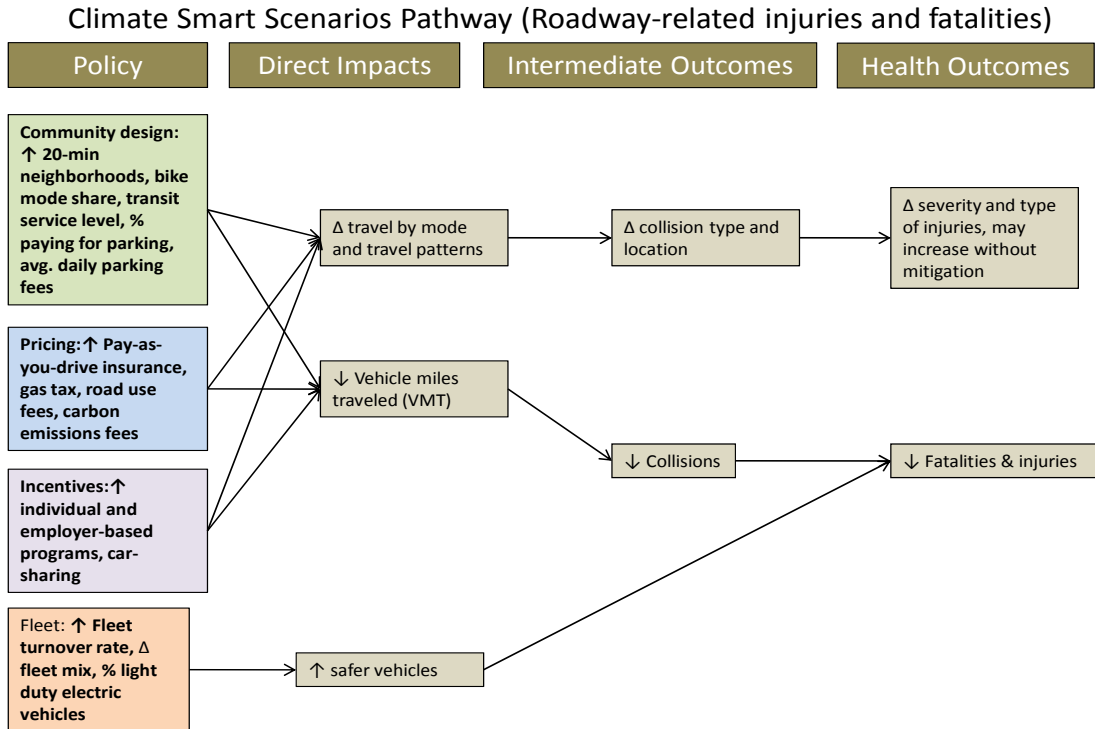 Climate Smart Scenarios Pathway (Roadway-related injuries and fatalities)
Policy
Direct Impacts
Intermediate Outcomes
Health Outcomes
Community design:
↑ 20-min
neighborhoods, bike
mode share, transit
service level, %
paying for parking,
avg. daily parking
fees
Δ travel by mode
and travel patterns
Δ collision type and
location
Δ severity and type
of injuries, may
increase without
mitigation
Pricing:↑ Pay-as-
you-drive insurance,
gas tax, road use
fees, carbon
emissions fees
↓ Vehicle miles
traveled (VMT)
↓ Collisions
↓ Fatalities & injuries
Incentives:↑
individual and
employer-based
programs, car-
sharing
Fleet: ↑ Fleet
turnover rate, Δ
fleet mix, % light
duty electric
vehicles
↑ safer vehicles